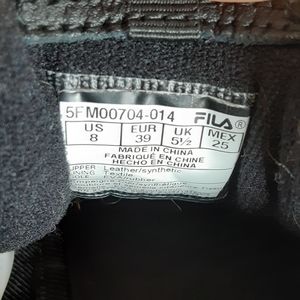 5FM00704-014 FILA®
US EUR UK MEX
8 39 5½ 25
MADE IN CHINA
FABRIQUÉ EN CHINE
HECHO EN CHINA
UPPER Leather/synthetic
Textile